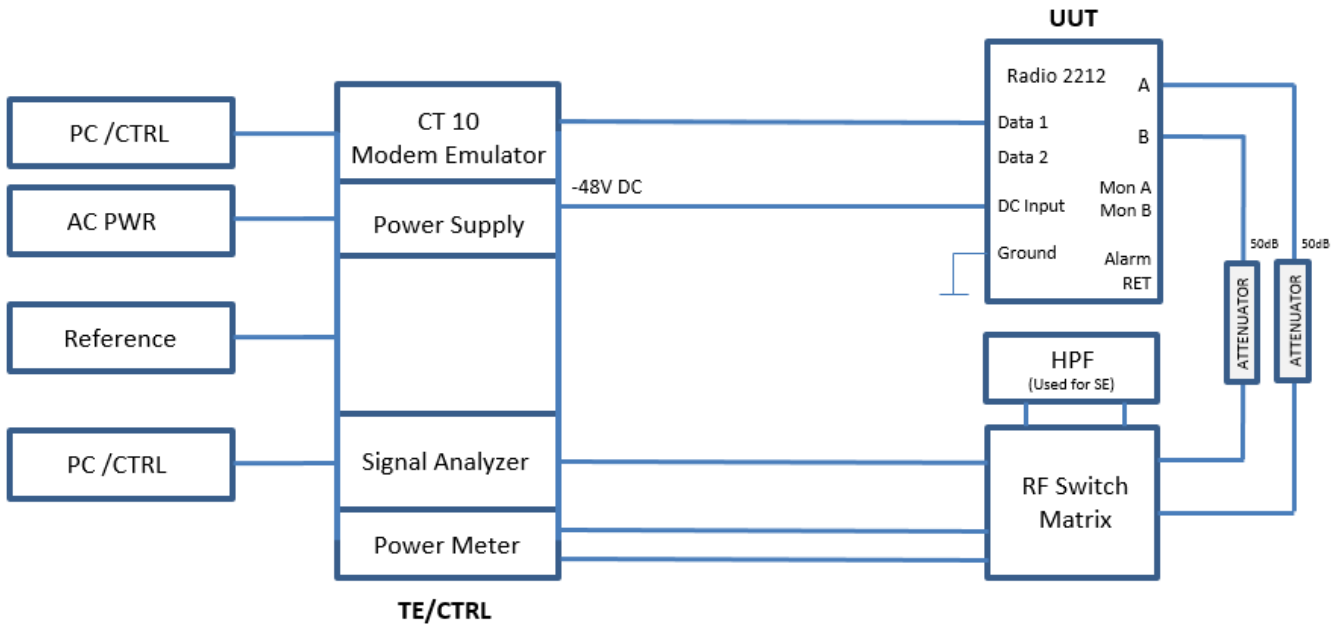 UUT
Radio 2212
A
Data 1
B
Data 2
Mon A
DC Input
Mon B
Ground
Alarm
RET
PC /CTRL
CT 10
Modem Emulator
AC PWR
Power Supply
-48V DC
Reference
PC /CTRL
Signal Analyzer
Power Meter
TE/CTRL
50dB
50dB
ATTENUATOR
ATTENUATOR
HPF
(Used for SE)
RF Switch
Matrix